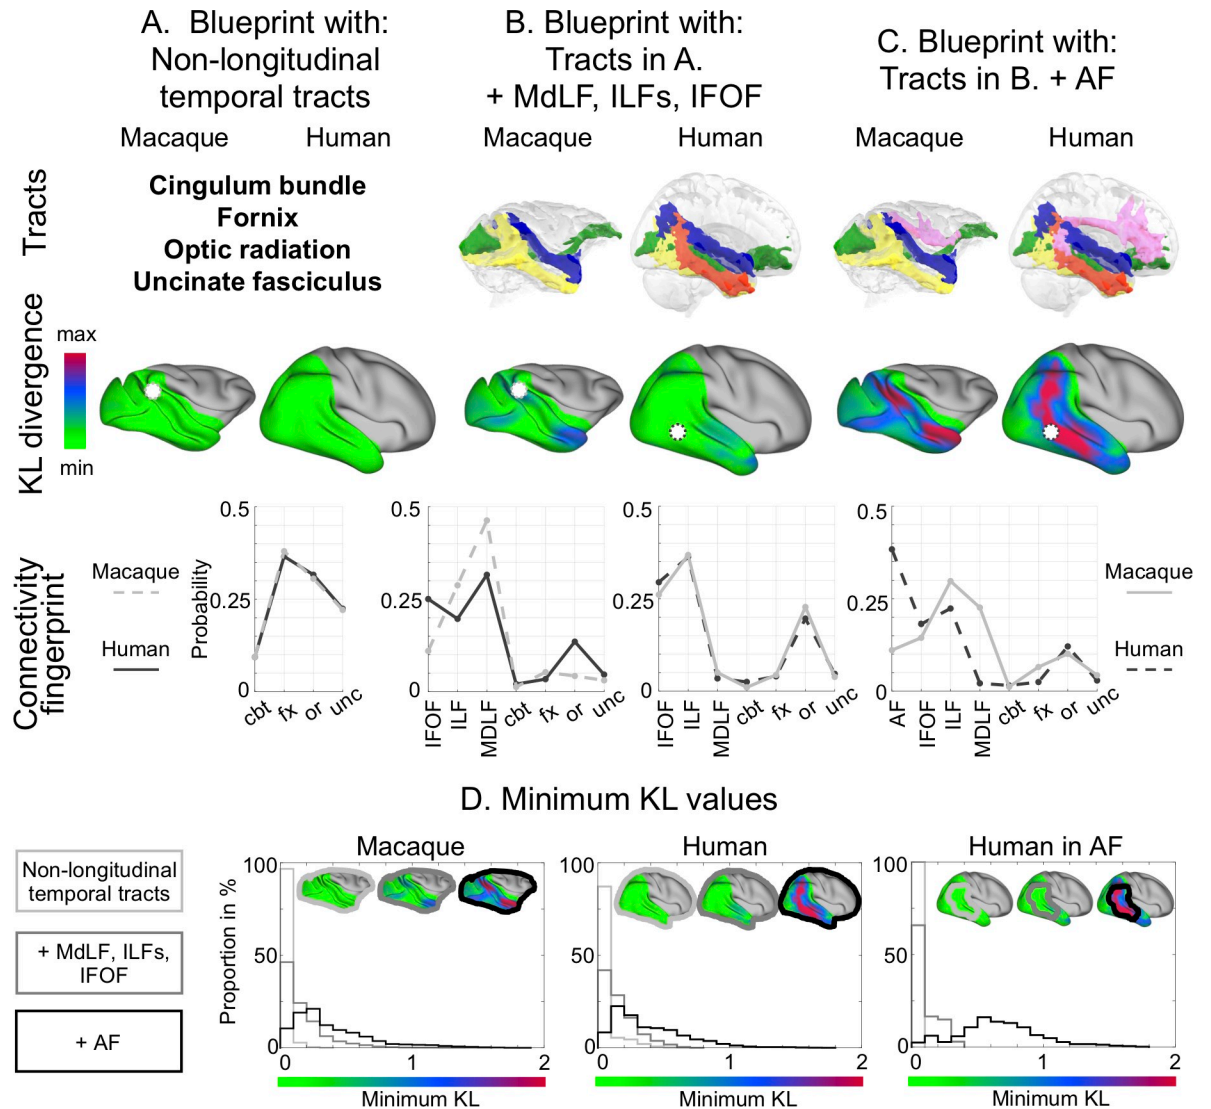 A. Blueprint with:
Non-longitudinal
temporal tracts
B. Blueprint with:
Tracts in A.
+ MdLF, ILFs, IFOF
C. Blueprint with:
Tracts in B. + AF
Macaque
Human
Macaque
Human
Macaque
Human
Tracts
Cingulum bundle
Fornix
Optic radiation
Uncinate fasciculus
KL divergence
max
min
Connectivity
fingerprint
Macaque
Human
Probability
0.5
0.25
0
cbt
fx
or
unc
0.5
0.25
0
IFOF
ILF
MDLF
cbt
fx
or
unc
0.5
0.25
0
IFOF
ILF
MDLF
cbt
fx
or
unc
0.5
0.25
0
AF
IFOF
ILF
MDLF
cbt
fx
or
unc
Macaque
Human
D. Minimum KL values
Non-longitudinal
temporal tracts
+ MdLF, ILFs,
IFOF
+ AF
Macaque
Proportion in %
100
50
0
0
1
2
Minimum KL
Human
100
50
0
0
1
2
Minimum KL
Human in AF
100
50
0
0
1
2
Minimum KL